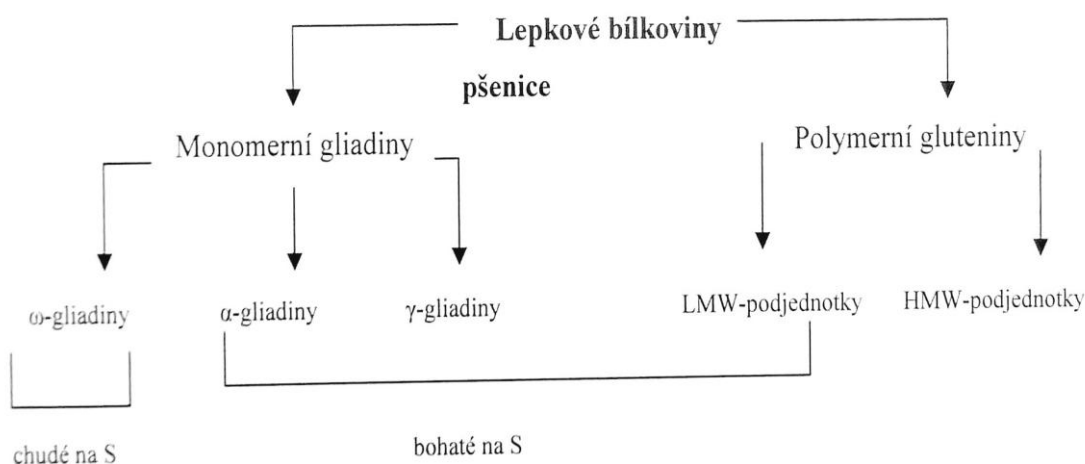 Lepkové bílkoviny
pšenice
Monomerní gliadiny
Polymerní gluteniny
ω-gliadiny
α-gliadiny
γ-gliadiny
LMW-podjednotky
HMW-podjednotky
chudé na S
bohaté na S